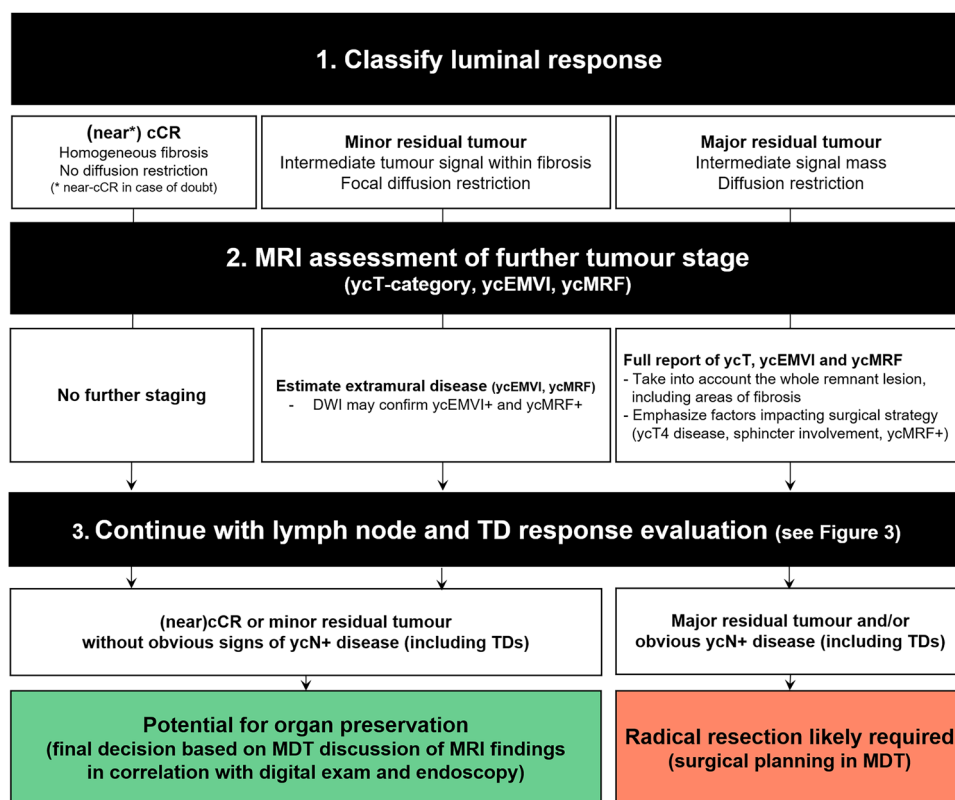 1. Classify luminal response
(near*) cCR
Homogeneous fibrosis
No diffusion restriction
(* near-cCR in case of doubt)
Minor residual tumour
Intermediate tumour signal within fibrosis
Focal diffusion restriction
Major residual tumour
Intermediate signal mass
Diffusion restriction
2. MRI assessment of further tumour stage
(ycT-category, ycEMVI, ycMRF)
No further staging
Estimate extramural disease (ycEMVI, ycMRF)
- DWI may confirm ycEMVI+ and ycMRF+
Full report of ycT, ycEMVI and ycMRF
- Take into account the whole remnant lesion,
including areas of fibrosis
- Emphasize factors impacting surgical strategy
(ycT4 disease, sphincter involvement, ycMRF+)
3. Continue with lymph node and TD response evaluation (see Figure 3)
(near)cCR or minor residual tumour
without obvious signs of ycN+ disease (including TDs)
Major residual tumour and/or
obvious ycN+ disease (including TDs)
Potential for organ preservation
(final decision based on MDT discussion of MRI findings
in correlation with digital exam and endoscopy)
Radical resection likely required
(surgical planning in MDT)